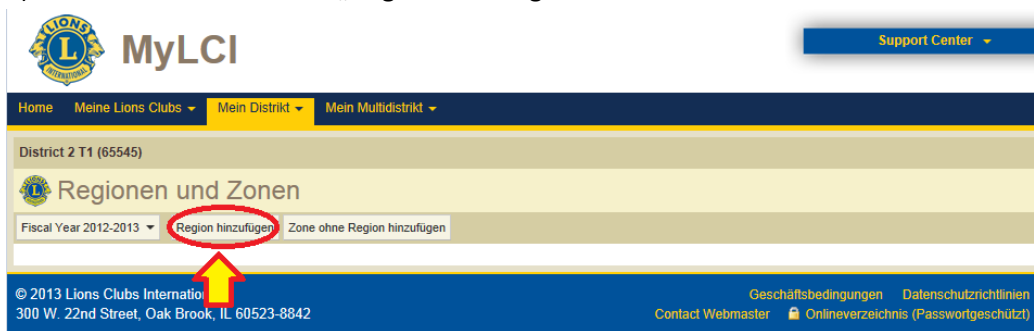 LIONS
L
INTERNATIONAL
MyLCI
Support Center
Home Meine Lions Clubs Mein Distrikt Mein Multidistrikt
District 2 T1 (65545)
Regionen und Zonen
Fiscal Year 2012-2013 Region hinzufügen Zone ohne Region hinzufügen
© 2013 Lions Clubs
300 W. 22nd Street, Oak Brook, IL 60523-8842
Geschäftsbedingungen Datenschutzrichtlinien
Contact Webmaster Onlineverzeichnis (Passwortgeschützt)